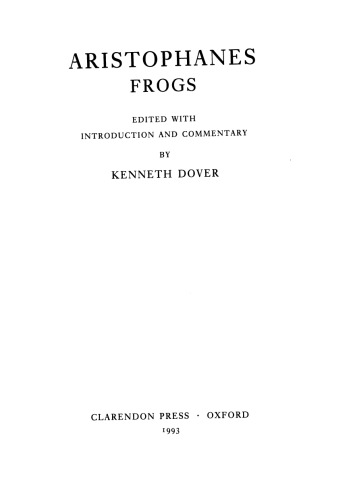 ARISTOPHANES
FROGS
EDITED WITH
INTRODUCTION AND COMMENTARY
BY
KENNETH DOVER
CLARENDON PRESS · OXFORD
1993